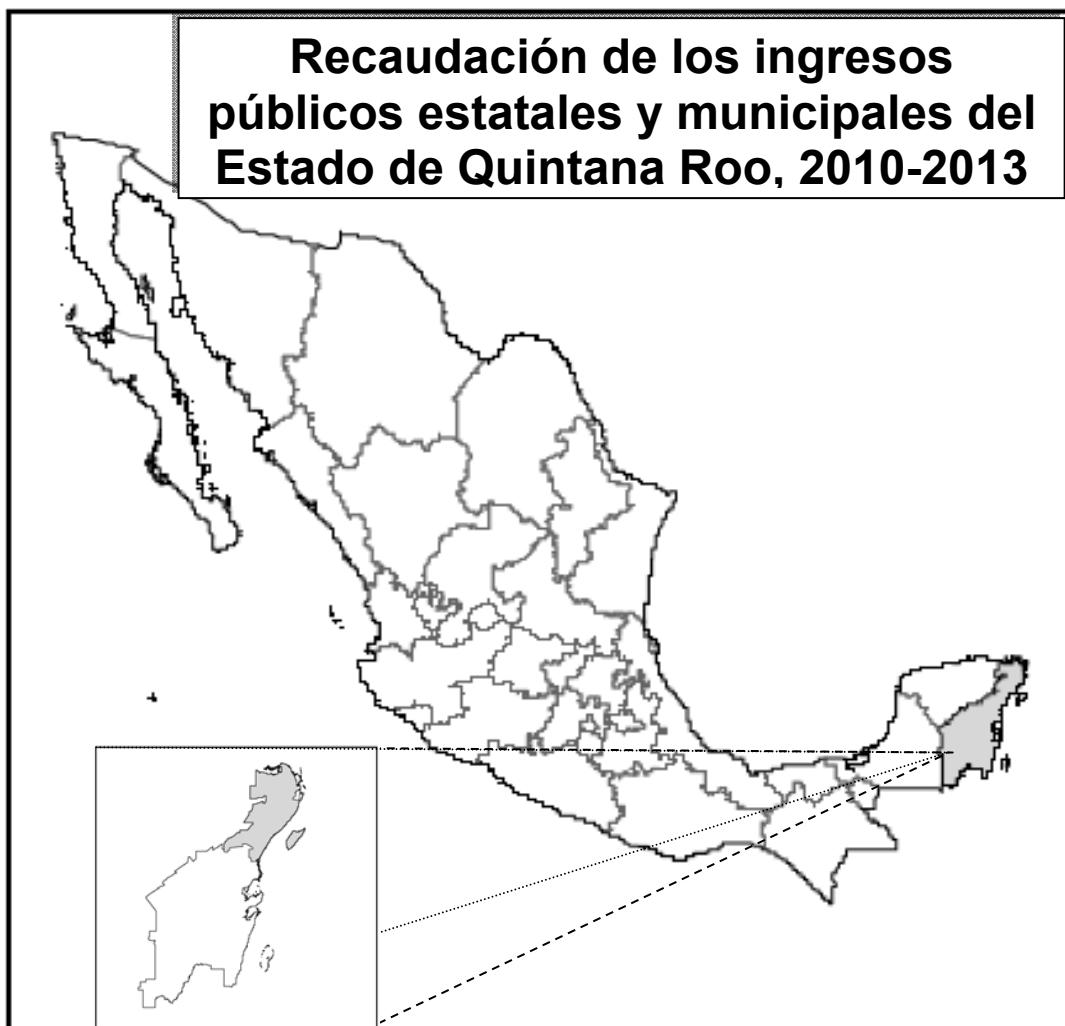 Recaudación de los ingresos
públicos estatales y municipales del
Estado de Quintana Roo, 2010-2013